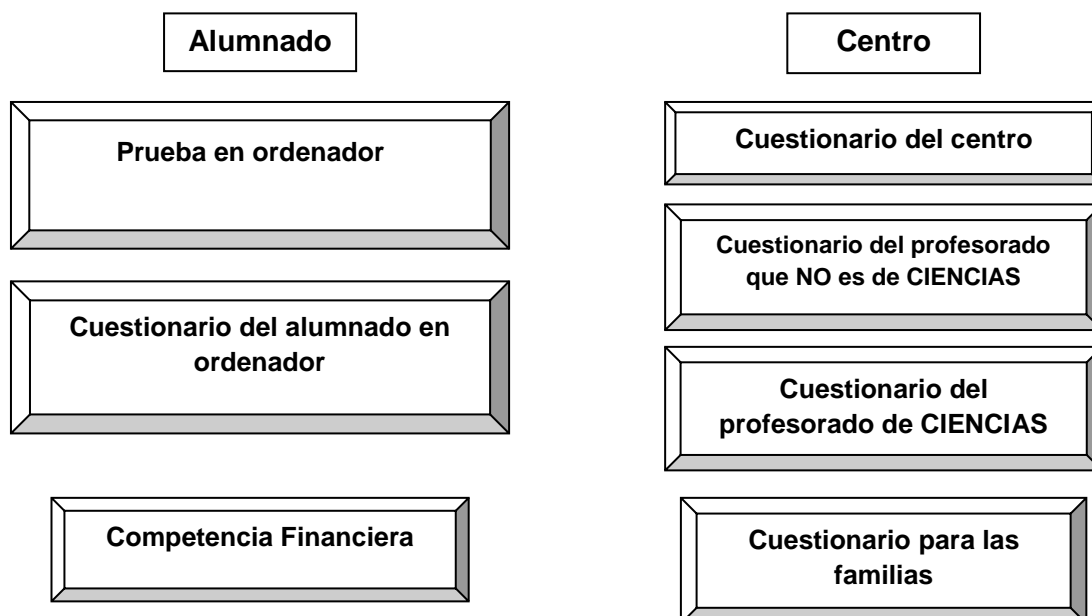 Alumnado
Prueba en ordenador
Cuestionario del alumnado en
ordenador
Competencia Financiera
Centro
Cuestionario del centro
Cuestionario del profesorado
que NO es de CIENCIAS
Cuestionario del
profesorado de CIENCIAS
Cuestionario para las
familias